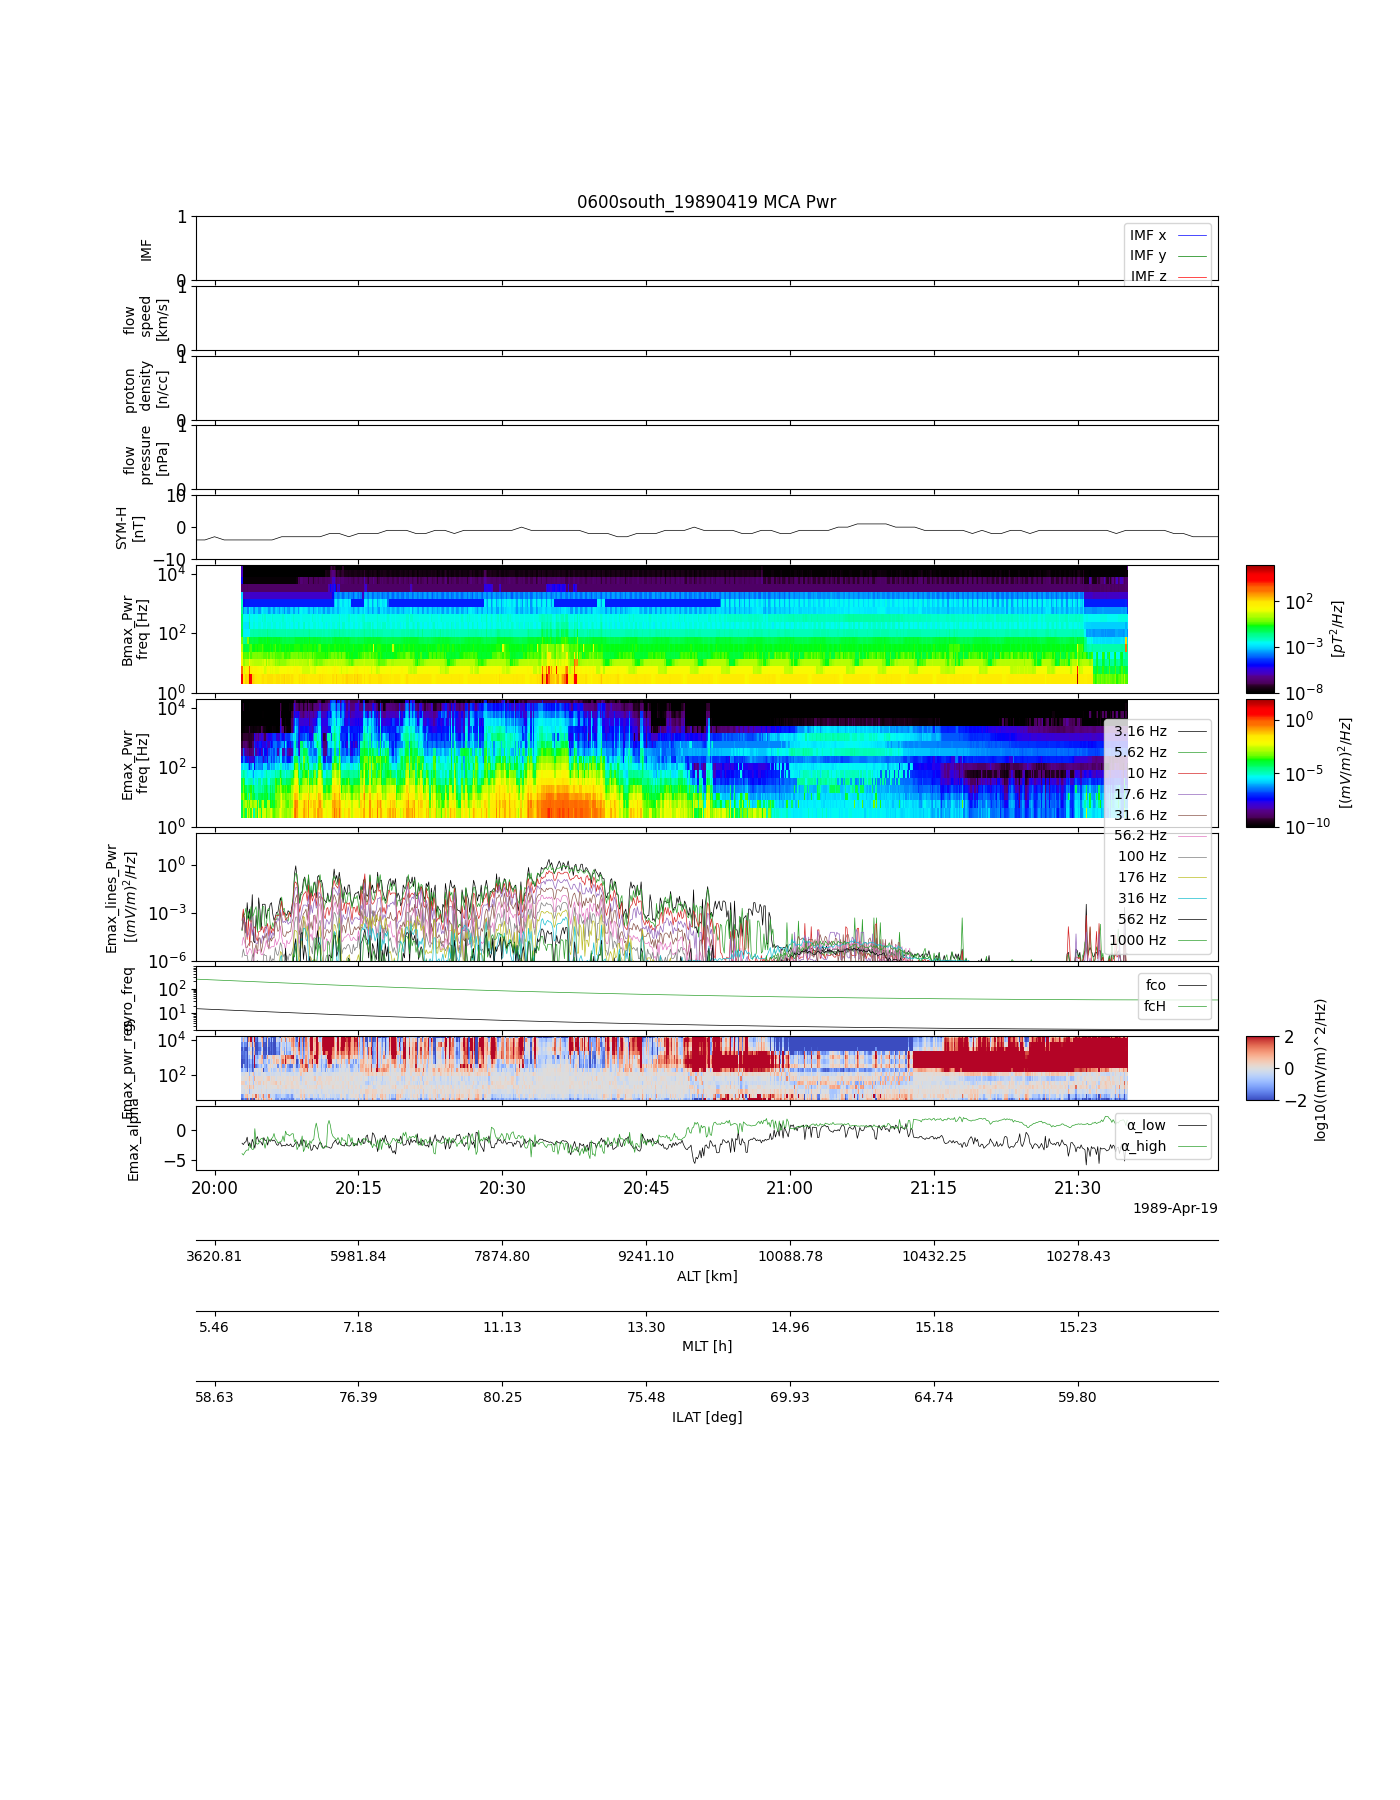 0600south_19890419 MCA Pwr
1
0
IMF
IMF x
IMF y
IMF z
1
0
flow
speed
[km/s]
1
0
proton
density
[n/cc]
1
0
flow
pressure
[nPa]
10
0
−10
SYM-H
[nT]
10^4
10^2
10^0
Bmax_Pwr
freq [Hz]
10^2
10^−3
10^−8
[pT^2/Hz]
10^4
10^2
10^0
Emax_Pwr
freq [Hz]
10^0
10^−5
10^−10
[(mV/m)^2/Hz]
3.16 Hz
5.62 Hz
10 Hz
17.6 Hz
31.6 Hz
56.2 Hz
100 Hz
176 Hz
316 Hz
562 Hz
1000 Hz
10^0
10^−3
10^−6
Emax_lines_Pwr
[(mV/m)^2/Hz]
10^2
10^1
gyro_freq
fco
fcH
10^4
10^2
Emax_pwr_reg
2
0
−2
log10((mV/m)^2/Hz)
0
−5
Emax_alpha
α_low
α_high
20:00 20:15 20:30 20:45 21:00 21:15 21:30
1989-Apr-19
3620.81 5981.84 7874.80 9241.10 10088.78 10432.25 10278.43
ALT [km]
5.46 7.18 11.13 13.30 14.96 15.18 15.23
MLT [h]
58.63 76.39 80.25 75.48 69.93 64.74 59.80
ILAT [deg]